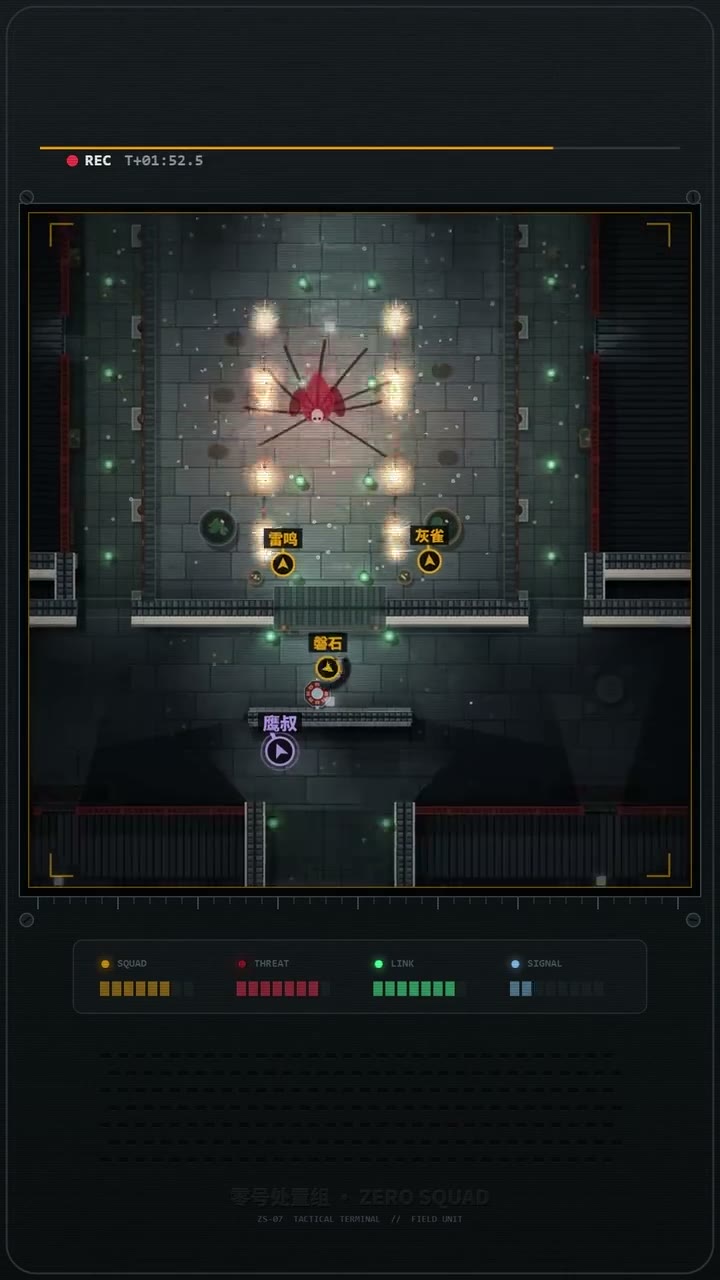 REC T+01:52.5
雷鸣
灰雀
磐石
鹰叔
SQUAD THREAT LINK SIGNAL
零号处置组 · ZERO SQUAD
ZS-07 TACTICAL TERMINAL // FIELD UNIT